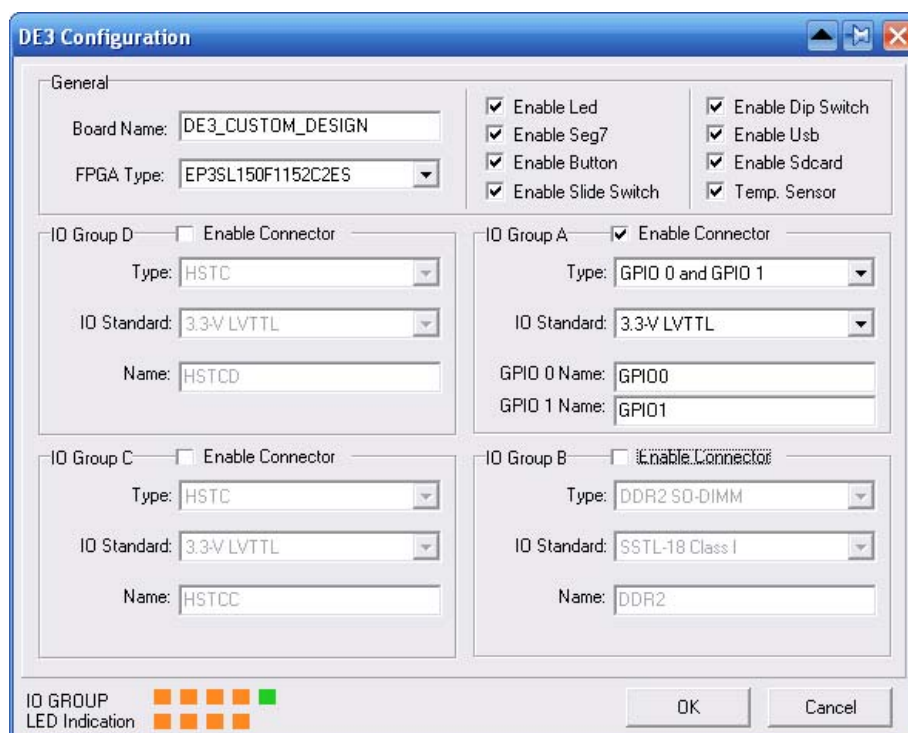 DE3 Configuration
General
Board Name: DE3_CUSTOM_DESIGN
FPGA Type: EP3SL150F1152C2ES
Enable Led
Enable Seg7
Enable Button
Enable Slide Switch
Enable Dip Switch
Enable Usb
Enable Sdcard
Temp. Sensor
IO Group D Enable Connector
Type: HSTC
IO Standard: 3.3-V LVTTL
Name: HSTCD
IO Group A Enable Connector
Type: GPIO 0 and GPIO 1
IO Standard: 3.3-V LVTTL
GPIO 0 Name: GPIO0
GPIO 1 Name: GPIO1
IO Group C Enable Connector
Type: HSTC
IO Standard: 3.3-V LVTTL
Name: HSTCC
IO Group B Enable Connector
Type: DDR2 SO-DIMM
IO Standard: SSTL-18 Class I
Name: DDR2
IO GROUP
LED Indication
OK
Cancel